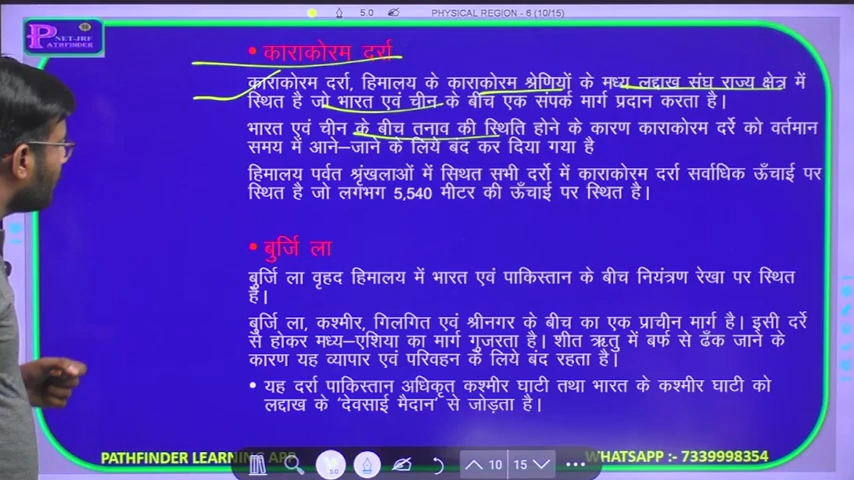 5.0
PHYSICAL REGION - 6 (10/15)
NET-JRF
PATHFINDER
• काराकोरम दर्रा
काराकोरम दर्रा, हिमालय के काराकोरम श्रेणियों के मध्य लद्दाख संघ राज्य क्षेत्र में
स्थित है जो भारत एवं चीन के बीच एक संपर्क मार्ग प्रदान करता है।
भारत एवं चीन के बीच तनाव की स्थिति होने के कारण काराकोरम दर्रे को वर्तमान
समय में आने–जाने के लिये बंद कर दिया गया है
हिमालय पर्वत श्रृंखलाओं में सिथत सभी दर्रो में काराकोरम दर्रा सर्वाधिक ऊँचाई पर
स्थित है जो लगभग 5,540 मीटर की ऊँचाई पर स्थित है।
• बुर्जि ला
बुर्जि ला वृहद हिमालय में भारत एवं पाकिस्तान के बीच नियंत्रण रेखा पर स्थित
है।
बुर्जि ला, कश्मीर, गिलगित एवं श्रीनगर के बीच का एक प्राचीन मार्ग है। इसी दर्रे
से होकर मध्य–एशिया का मार्ग गुजरता है। शीत ऋतु में बर्फ से ढँक जाने के
कारण यह व्यापार एवं परिवहन के लिये बंद रहता है।
• यह दर्रा पाकिस्तान अधिकृत कश्मीर घाटी तथा भारत के कश्मीर घाटी को
लद्दाख के ‘देवसाई मैदान’ से जोड़ता है।
PATHFINDER LEARNING APP
WHATSAPP :- 7339998354
5.0
10 15